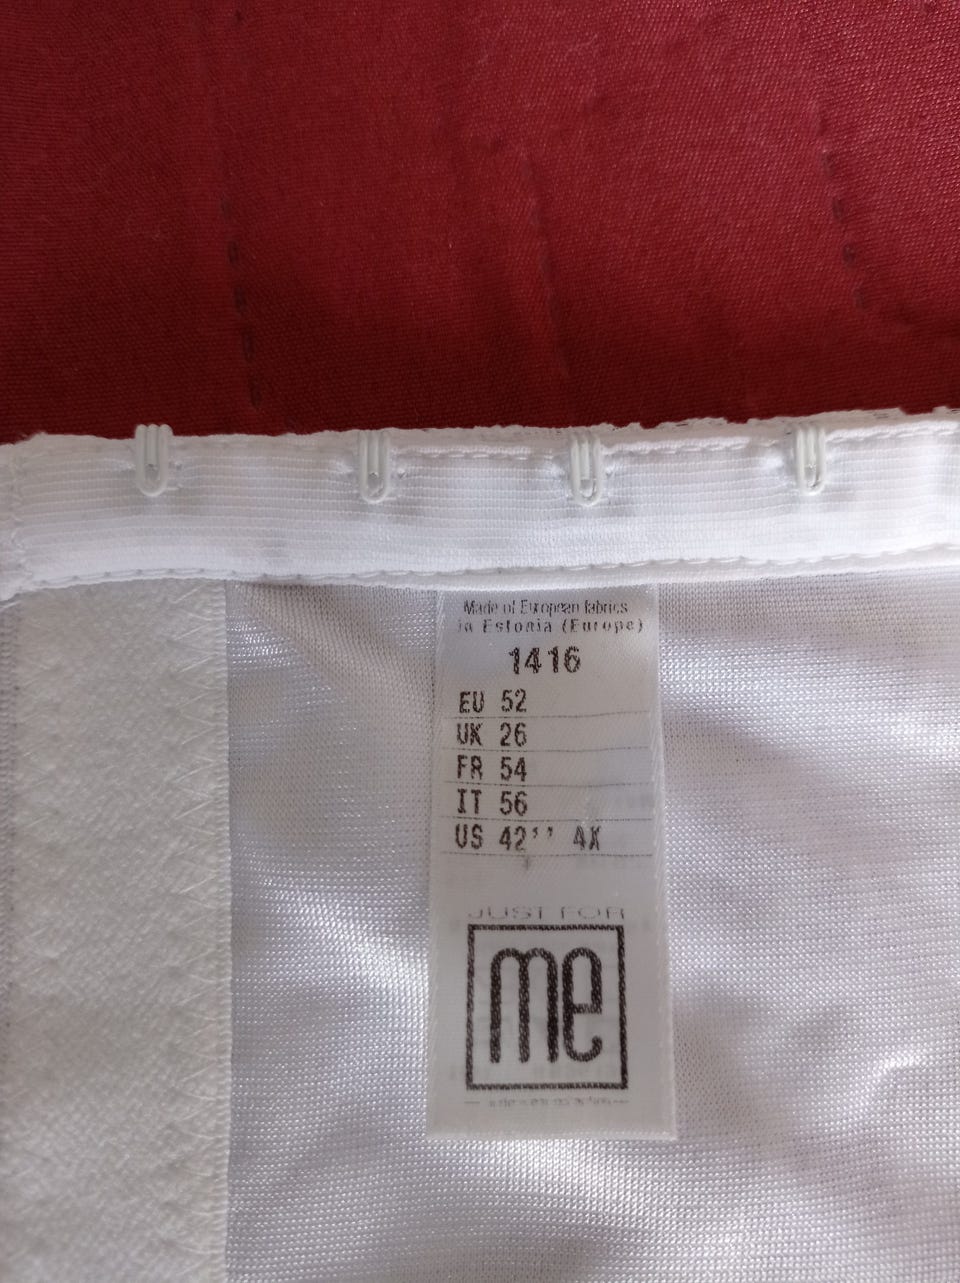 Made of European fabrics
in Estonia (Europe)
1416
EU 52
UK 26
FR 54
IT 56
US 42'' 4X
JUST FOR
me